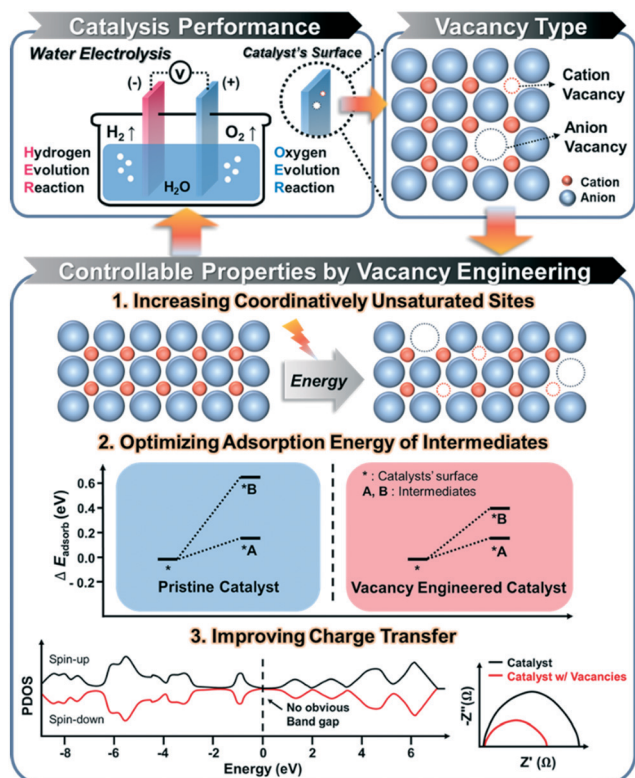 Catalysis Performance
Water Electrolysis
Catalyst's Surface
V
(-)
(+)
H₂↑
O₂↑
Hydrogen
Evolution
Reaction
H₂O
Oxygen
Evolution
Reaction
Vacancy Type
Cation
Vacancy
Anion
Vacancy
Cation
Anion
Controllable Properties by Vacancy Engineering
1. Increasing Coordinatively Unsaturated Sites
Energy
2. Optimizing Adsorption Energy of Intermediates
Δ E adsorb (eV)
0.6
0.4
0.2
0.0
- 0.2
*B
*A
*
Pristine Catalyst
* : Catalysts' surface
A, B : Intermediates
*B
*A
*
Vacancy Engineered Catalyst
3. Improving Charge Transfer
PDOS
Spin-up
Spin-down
No obvious
Band gap
-8 -6 -4 -2 0 2 4 6
Energy (eV)
Catalyst
Catalyst w/ Vacancies
-Z''(Ω)
Z' (Ω)